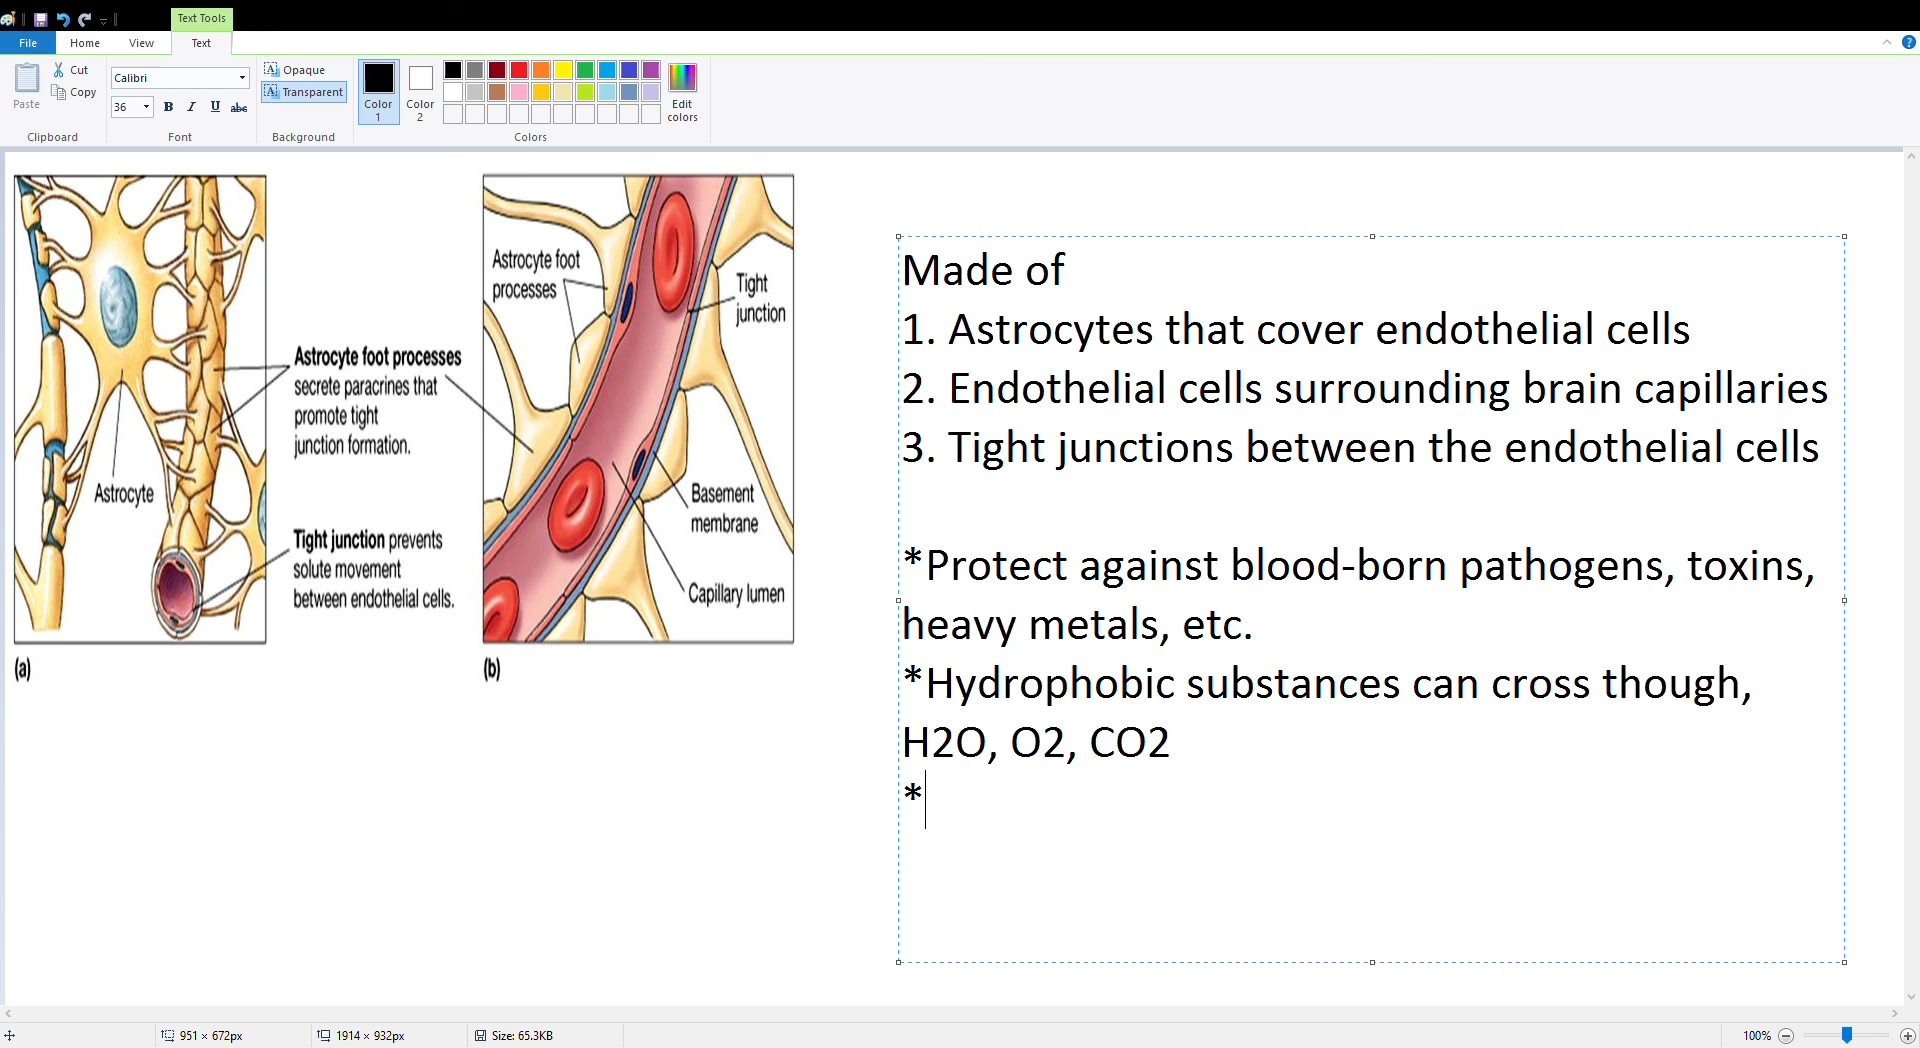 Text Tools
File
Home
View
Text
Paste
Cut
Copy
Clipboard
Calibri
36
B
I
U
abc
Font
Opaque
Transparent
Background
Color
1
Color
2
Edit
colors
Colors
Astrocyte
(a)
Astrocyte foot processes
secrete paracrines that
promote tight
junction formation.
Tight junction prevents
solute movement
between endothelial cells.
Astrocyte foot
processes
Tight
junction
Basement
membrane
Capillary lumen
(b)
Made of
1. Astrocytes that cover endothelial cells
2. Endothelial cells surrounding brain capillaries
3. Tight junctions between the endothelial cells
*Protect against blood-born pathogens, toxins,
heavy metals, etc.
*Hydrophobic substances can cross though,
H2O, O2, CO2
*
951 × 672px
1914 × 932px
Size: 65.3KB
100%